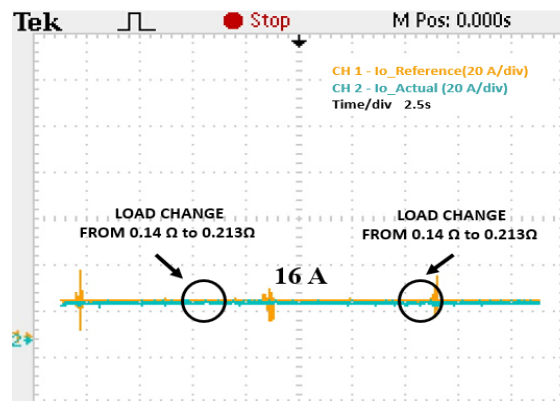 Tek Stop M Pos: 0.000s
CH 1 - Io_Reference(20 A/div)
CH 2 - Io_Actual (20 A/div)
Time/div 2.5s
LOAD CHANGE
FROM 0.14 Ω to 0.213Ω
LOAD CHANGE
FROM 0.14 Ω to 0.213Ω
16 A
2